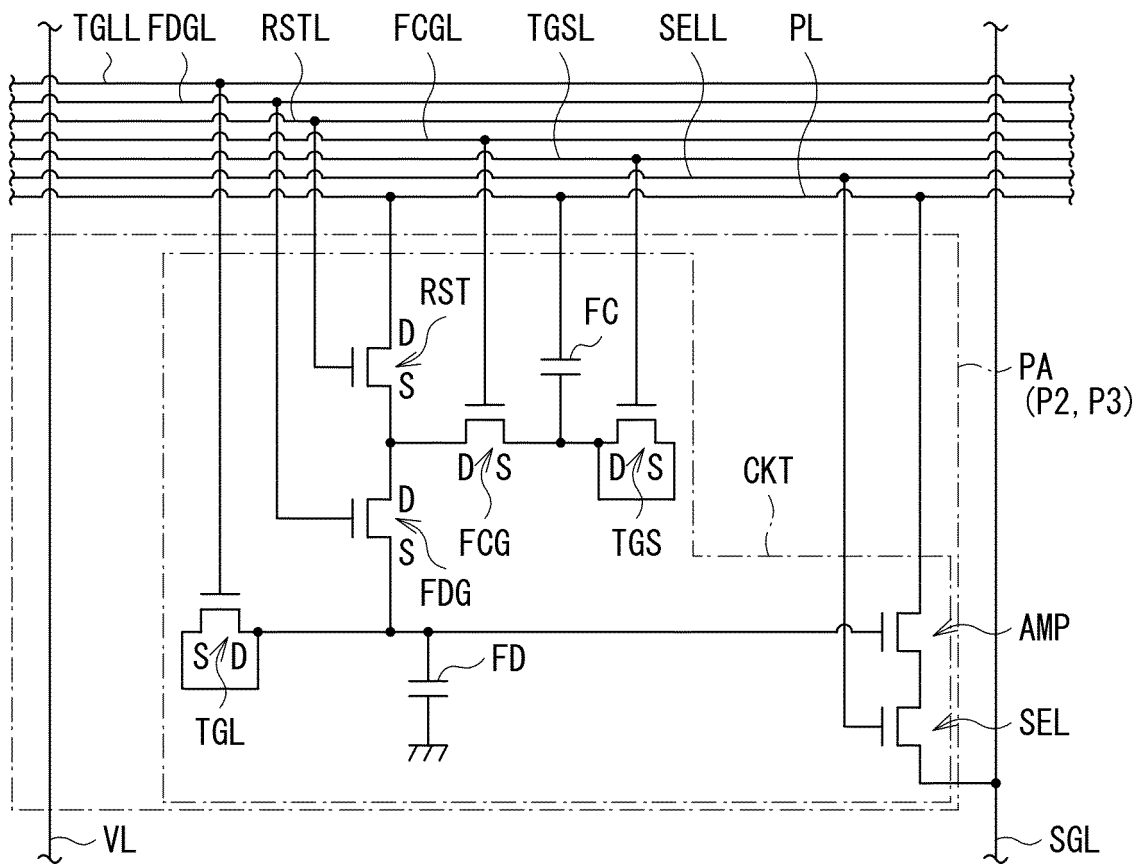 TGLL FDGL RSTL FCGL TGSL SELL PL
D
RST
S
FC
PA
(P2, P3)
D S
FCG
D S
TGS
CKT
D
S
FDG
S D
TGL
FD
AMP
SEL
VL
SGL